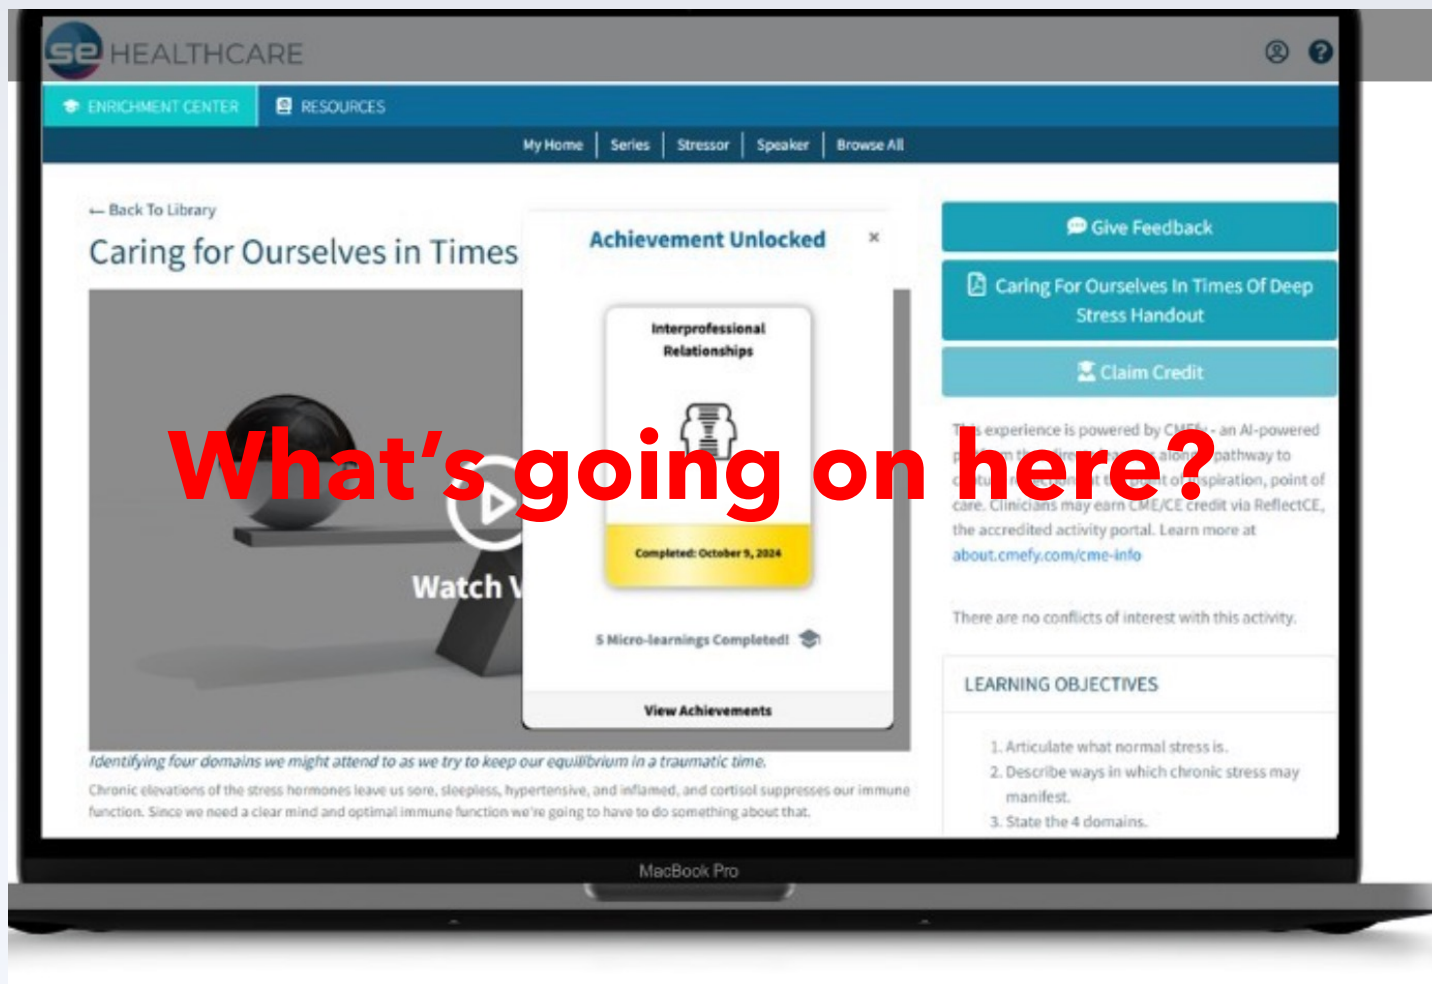 se HEALTHCARE
ENRICHMENT CENTER
RESOURCES
My Home
Series
Stressor
Speaker
Browse All
← Back To Library
Caring for Ourselves in Times
Achievement Unlocked
×
Interprofessional
Relationships
Completed: October 9, 2024
5 Micro-learnings Completed!
View Achievements
Watch
What's going on here?
Identifying four domains we might attend to as we try to keep our equilibrium in a traumatic time.
Chronic elevations of the stress hormones leave us sore, sleepless, hypertensive, and inflamed, and cortisol suppresses our immune
function. Since we need a clear mind and optimal immune function we're going to have to do something about that.
Give Feedback
Caring For Ourselves In Times Of Deep
Stress Handout
Claim Credit
experience is powered by - an AI-powered
pathway to
point of
care. Clinicians may earn CME/CE credit via ReflectCE,
the accredited activity portal. Learn more at
about.cmefy.com/cme-info
There are no conflicts of interest with this activity.
LEARNING OBJECTIVES
1. Articulate what normal stress is.
2. Describe ways in which chronic stress may
manifest.
3. State the 4 domains.
MacBook Pro